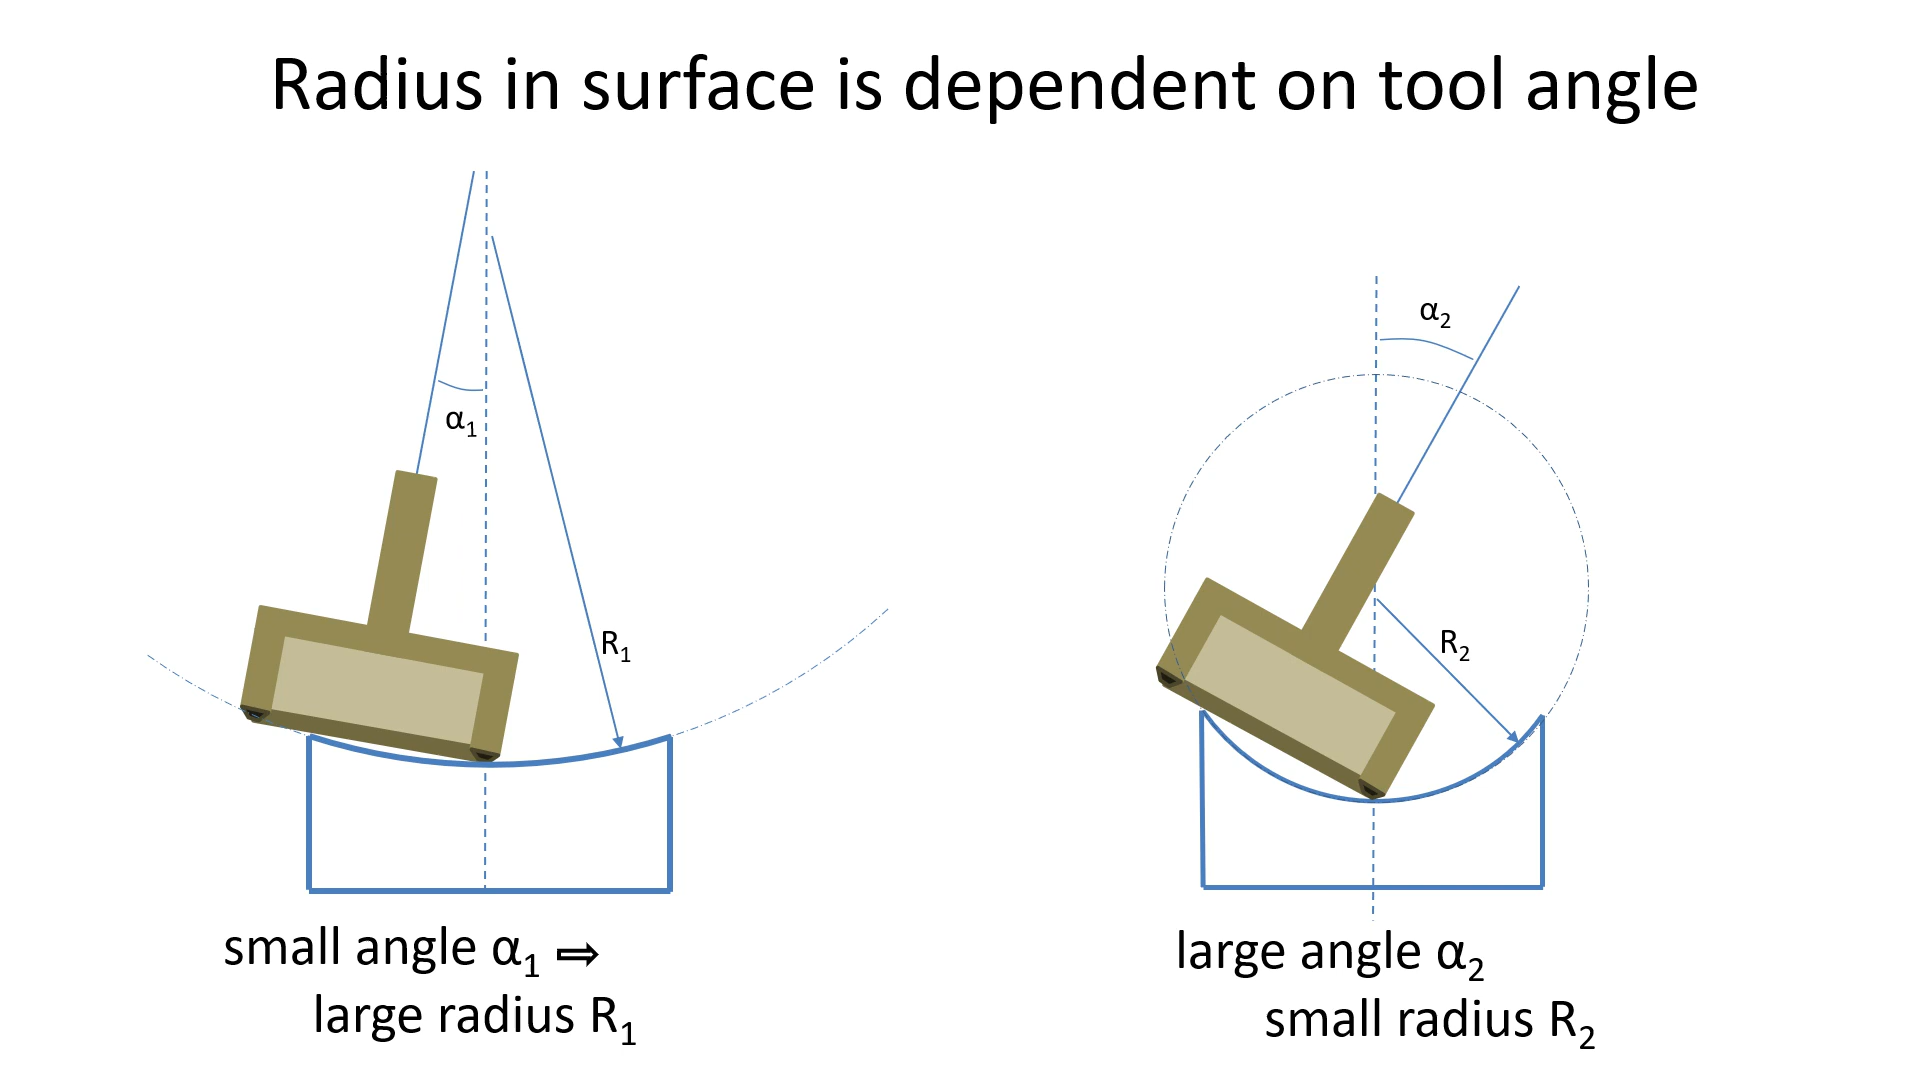 Radius in surface is dependent on tool angle
α₁
R₁
α₂
R₂
small angle α₁ ⇨
large radius R₁
large angle α₂
small radius R₂